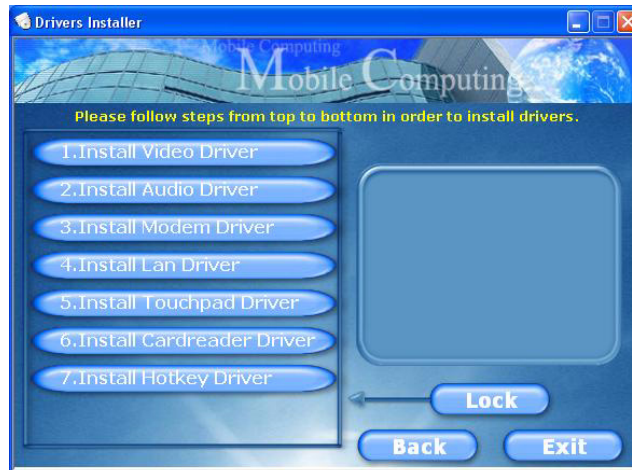 Drivers Installer
Mobile Computing
Mobile Computing
Please follow steps from top to bottom in order to install drivers.
1.Install Video Driver
2.Install Audio Driver
3.Install Modem Driver
4.Install Lan Driver
5.Install Touchpad Driver
6.Install Cardreader Driver
7.Install Hotkey Driver
Lock
Back
Exit